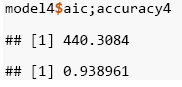 model4$aic;accuracy4
## [1] 440.3084
## [1] 0.938961